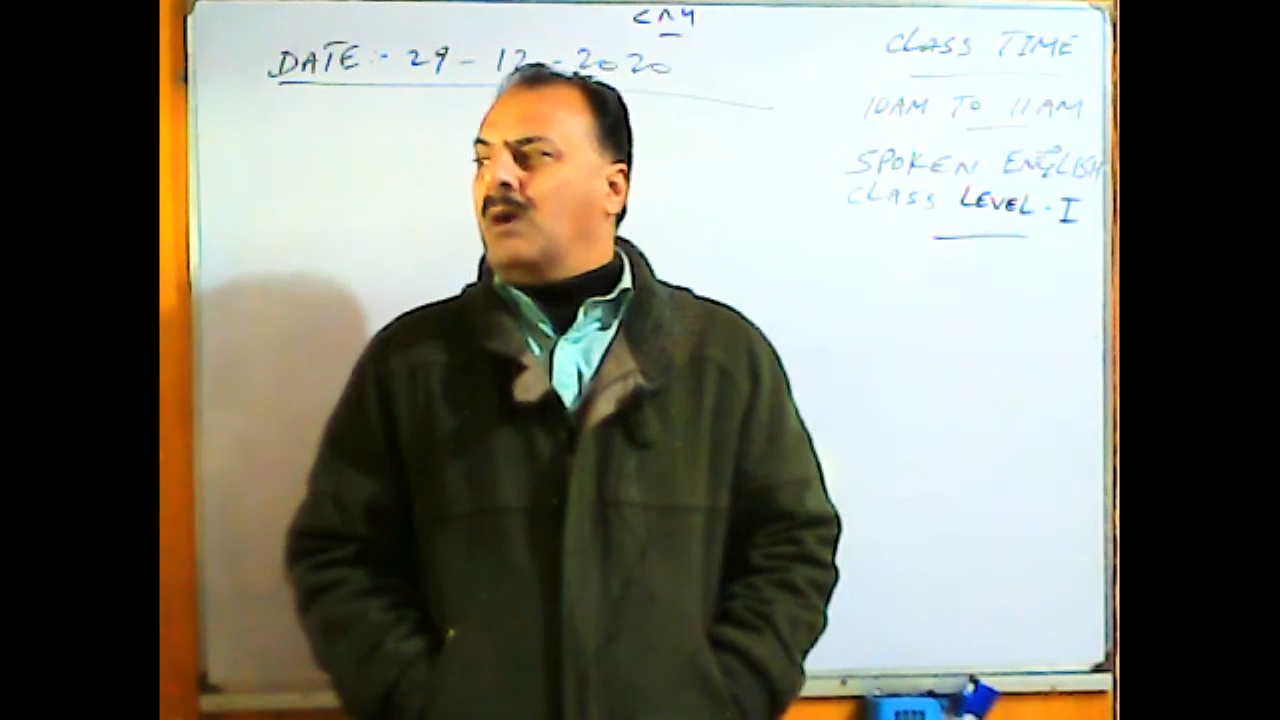 DATE :- 29 - 12 - 2020
CLASS TIME
10AM TO 11AM
SPOKEN ENGLISH
CLASS LEVEL - I